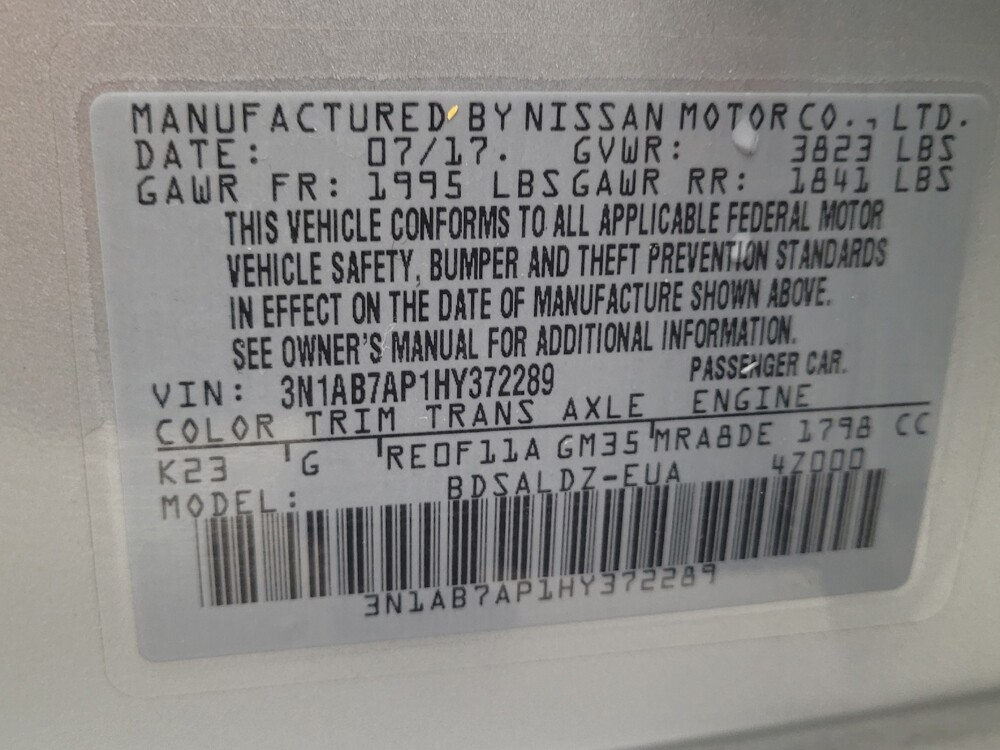 MANUFACTURED BY NISSAN MOTOR CO., LTD.
DATE: 07/17. GVWR: 3823 LBS
GAWR FR: 1995 LBS GAWR RR: 1841 LBS
THIS VEHICLE CONFORMS TO ALL APPLICABLE FEDERAL MOTOR
VEHICLE SAFETY, BUMPER AND THEFT PREVENTION STANDARDS
IN EFFECT ON THE DATE OF MANUFACTURE SHOWN ABOVE.
SEE OWNER'S MANUAL FOR ADDITIONAL INFORMATION.
PASSENGER CAR.
VIN: 3N1AB7AP1HY372289
COLOR TRIM TRANS AXLE ENGINE
K23 G RE0F11A GM35 MRA8DE 1798 CC
MODEL: BDSALDZ-EUA 4Z000
3N1AB7AP1HY372289